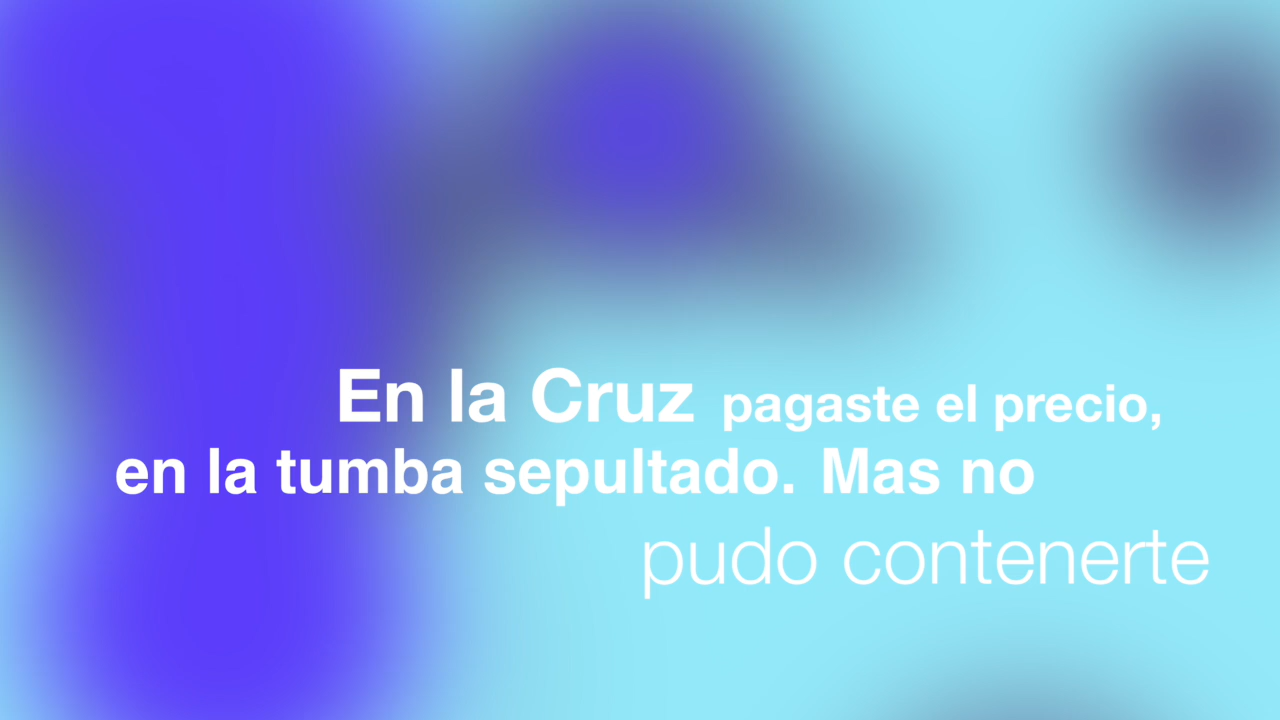 En la Cruz pagaste el precio,
en la tumba sepultado. Mas no
pudo contenerte